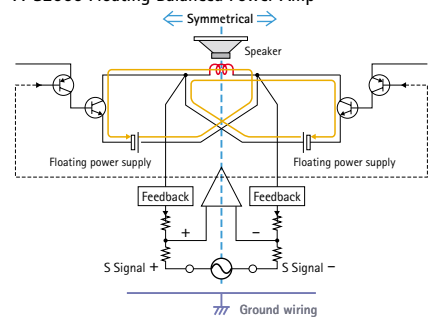 Symmetrical
Speaker
Floating power supply
Floating power supply
Feedback
Feedback
+
−
S Signal +
S Signal −
Ground wiring